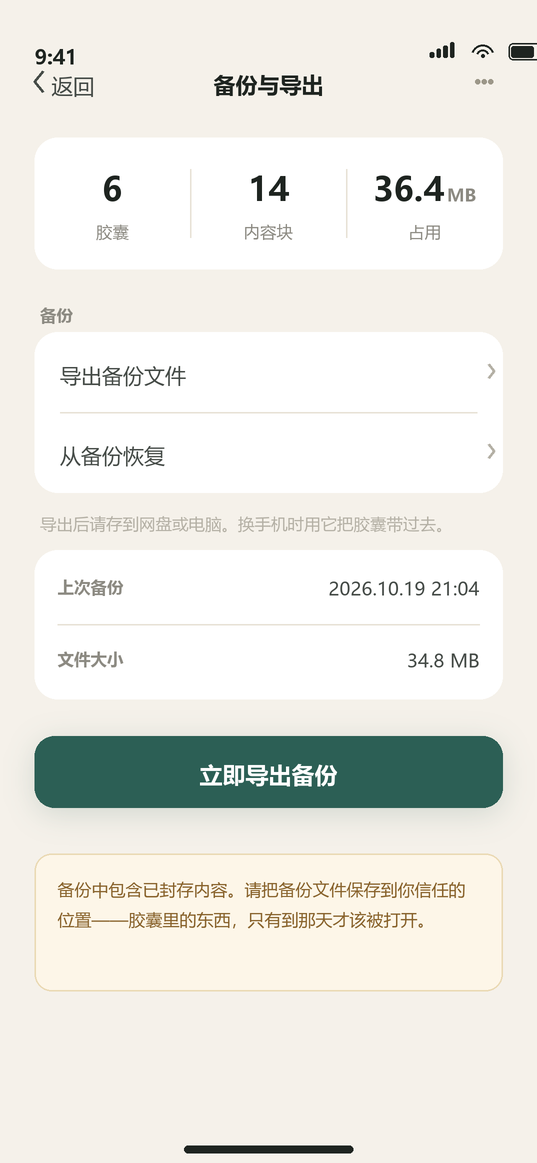 9:41
返回
备份与导出
6
14
36.4 MB
胶囊
内容块
占用
备份
导出备份文件
从备份恢复
导出后请存到网盘或电脑。换手机时用它把胶囊带过去。
上次备份 2026.10.19 21:04
文件大小 34.8 MB
立即导出备份
备份中包含已封存内容。请把备份文件保存到你信任的
位置——胶囊里的东西，只有到那天才该被打开。